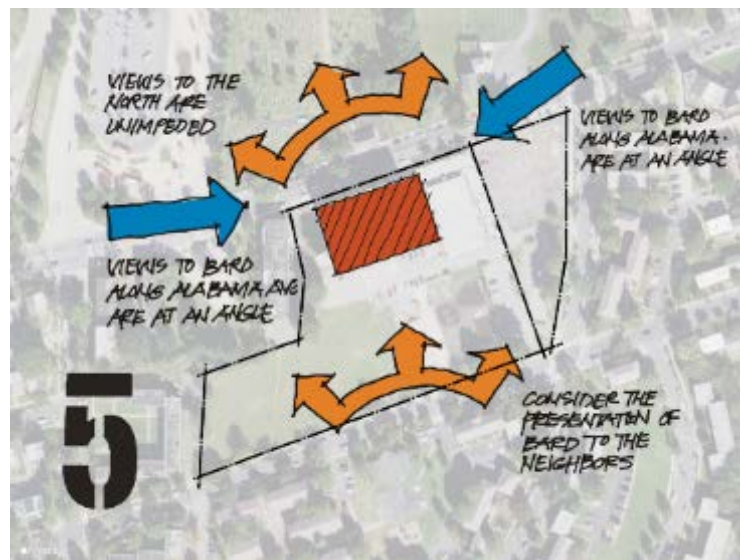 VIEWS TO THE
NORTH ARE
UNIMPEDED
VIEWS TO BARD
ALONG ALABAMA.
ARE AT AN ANGLE
VIEWS TO BARD
ALONG ALABAMA AVE
ARE AT AN ANGLE
CONSIDER THE
PRESENTATEN OF
BARD TO THE
NEIGHBORS
5